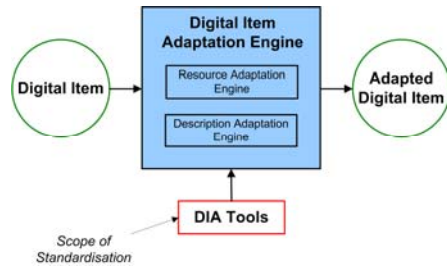 Digital Item
Adaptation Engine
Resource Adaptation
Engine
Description Adaptation
Engine
Digital Item
Adapted
Digital Item
DIA Tools
Scope of
Standardisation